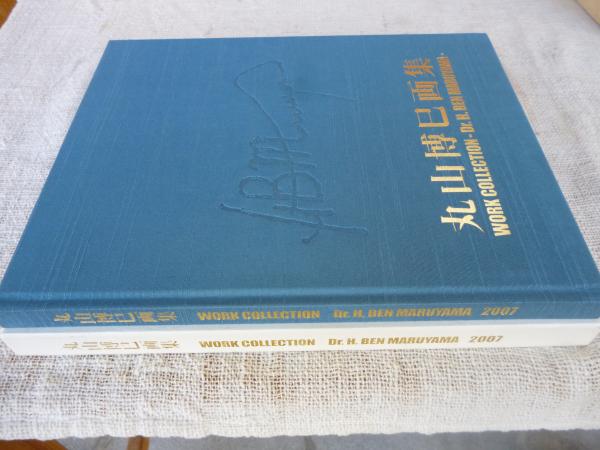 丸山博巳画集
WORK COLLECTION - Dr. H. BEN MARUYAMA -
丸山博巳画集 WORK COLLECTION Dr. H. BEN MARUYAMA 2007
丸山博巳画集 WORK COLLECTION Dr. H. BEN MARUYAMA 2007